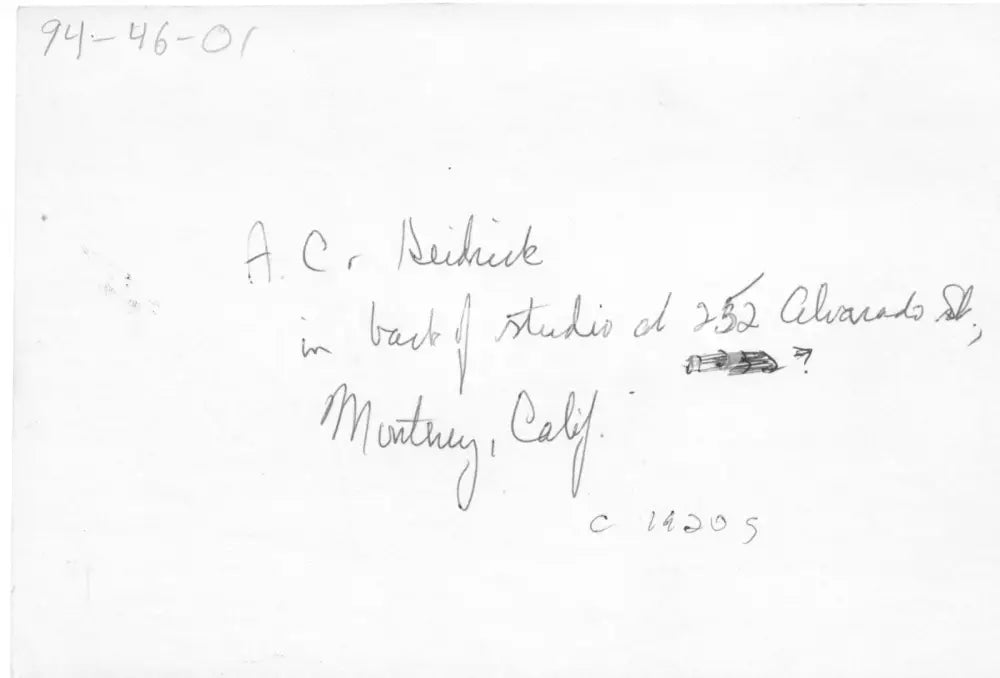 94-46-01
A. C. Heidrick
in back of studio at 252 Alvarado St,
?
Monterey, Calif.
c 1920s